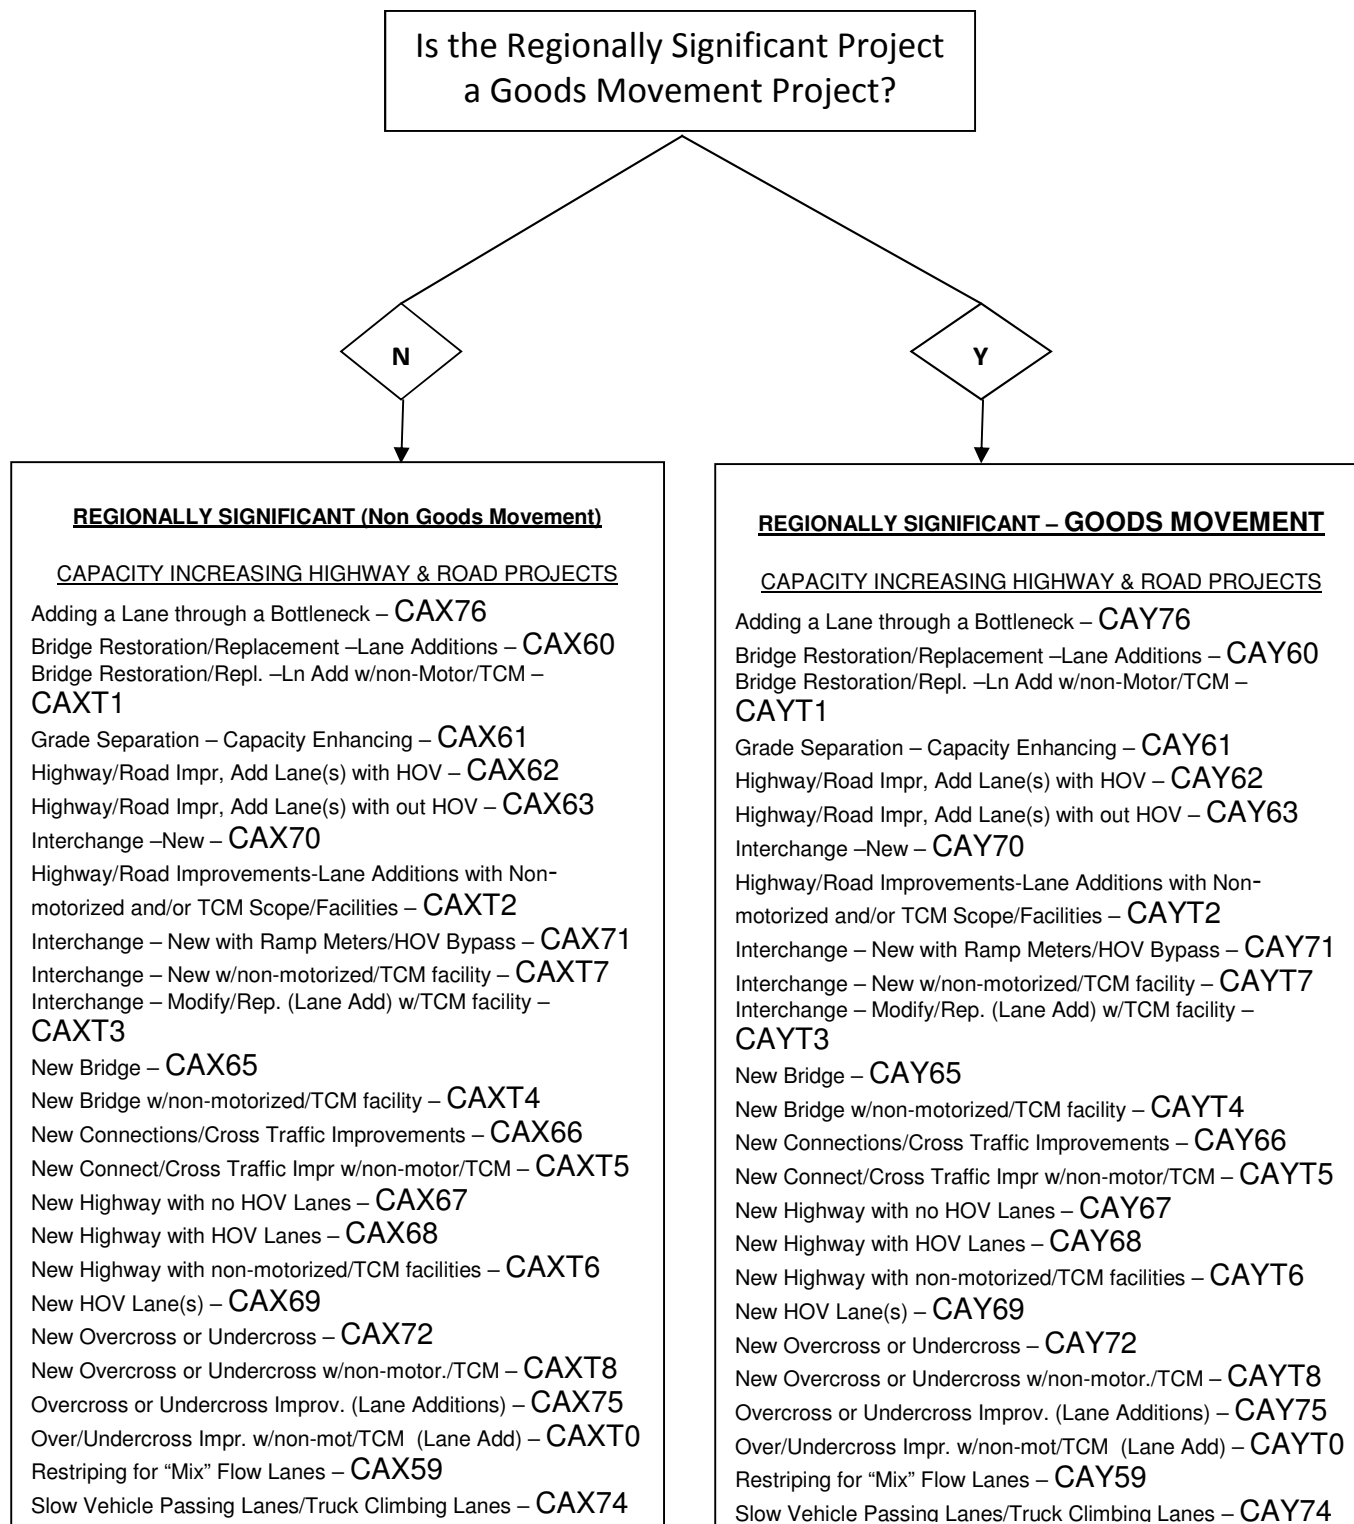 Is the Regionally Significant Project
a Goods Movement Project?
N
Y
REGIONALLY SIGNIFICANT (Non Goods Movement)
CAPACITY INCREASING HIGHWAY & ROAD PROJECTS
Adding a Lane through a Bottleneck – CAX76
Bridge Restoration/Replacement –Lane Additions – CAX60
Bridge Restoration/Repl. –Ln Add w/non-Motor/TCM –
CAXT1
Grade Separation – Capacity Enhancing – CAX61
Highway/Road Impr, Add Lane(s) with HOV – CAX62
Highway/Road Impr, Add Lane(s) with out HOV – CAX63
Interchange –New – CAX70
Highway/Road Improvements-Lane Additions with Non-
motorized and/or TCM Scope/Facilities – CAXT2
Interchange – New with Ramp Meters/HOV Bypass – CAX71
Interchange – New w/non-motorized/TCM facility – CAXT7
Interchange – Modify/Rep. (Lane Add) w/TCM facility –
CAXT3
New Bridge – CAX65
New Bridge w/non-motorized/TCM facility – CAXT4
New Connections/Cross Traffic Improvements – CAX66
New Connect/Cross Traffic Impr w/non-motor/TCM – CAXT5
New Highway with no HOV Lanes – CAX67
New Highway with HOV Lanes – CAX68
New Highway with non-motorized/TCM facilities – CAXT6
New HOV Lane(s) – CAX69
New Overcross or Undercross – CAX72
New Overcross or Undercross w/non-motor./TCM – CAXT8
Overcross or Undercross Improv. (Lane Additions) – CAX75
Over/Undercross Impr. w/non-mot/TCM (Lane Add) – CAXT0
Restriping for “Mix” Flow Lanes – CAX59
Slow Vehicle Passing Lanes/Truck Climbing Lanes – CAX74
REGIONALLY SIGNIFICANT – GOODS MOVEMENT
CAPACITY INCREASING HIGHWAY & ROAD PROJECTS
Adding a Lane through a Bottleneck – CAY76
Bridge Restoration/Replacement –Lane Additions – CAY60
Bridge Restoration/Repl. –Ln Add w/non-Motor/TCM –
CAYT1
Grade Separation – Capacity Enhancing – CAY61
Highway/Road Impr, Add Lane(s) with HOV – CAY62
Highway/Road Impr, Add Lane(s) with out HOV – CAY63
Interchange –New – CAY70
Highway/Road Improvements-Lane Additions with Non-
motorized and/or TCM Scope/Facilities – CAYT2
Interchange – New with Ramp Meters/HOV Bypass – CAY71
Interchange – New w/non-motorized/TCM facility – CAYT7
Interchange – Modify/Rep. (Lane Add) w/TCM facility –
CAYT3
New Bridge – CAY65
New Bridge w/non-motorized/TCM facility – CAYT4
New Connections/Cross Traffic Improvements – CAY66
New Connect/Cross Traffic Impr w/non-motor/TCM – CAYT5
New Highway with no HOV Lanes – CAY67
New Highway with HOV Lanes – CAY68
New Highway with non-motorized/TCM facilities – CAYT6
New HOV Lane(s) – CAY69
New Overcross or Undercross – CAY72
New Overcross or Undercross w/non-motor./TCM – CAYT8
Overcross or Undercross Improv. (Lane Additions) – CAY75
Over/Undercross Impr. w/non-mot/TCM (Lane Add) – CAYT0
Restriping for “Mix” Flow Lanes – CAY59
Slow Vehicle Passing Lanes/Truck Climbing Lanes – CAY74